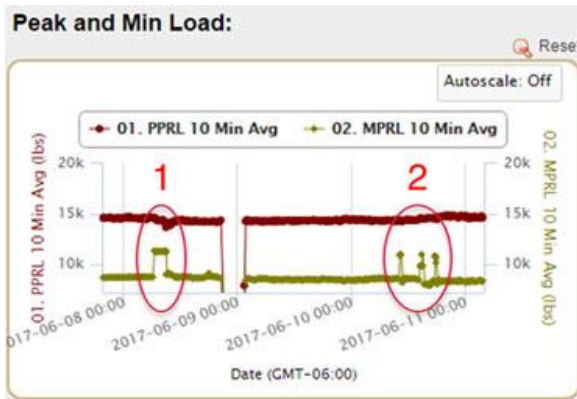 Peak and Min Load:
Rese
Autoscale: Off
01. PPRL 10 Min Avg 02. MPRL 10 Min Avg
20k 20k
15k 15k
10k 10k
1 2
01. PPRL 10 Min Avg (lbs)
02. MPRL 10 Min Avg (lbs)
017-06-08 00:00 2017-06-09 00:00 2017-06-10 00:00 2017-06-11 00:00
Date (GMT-06:00)